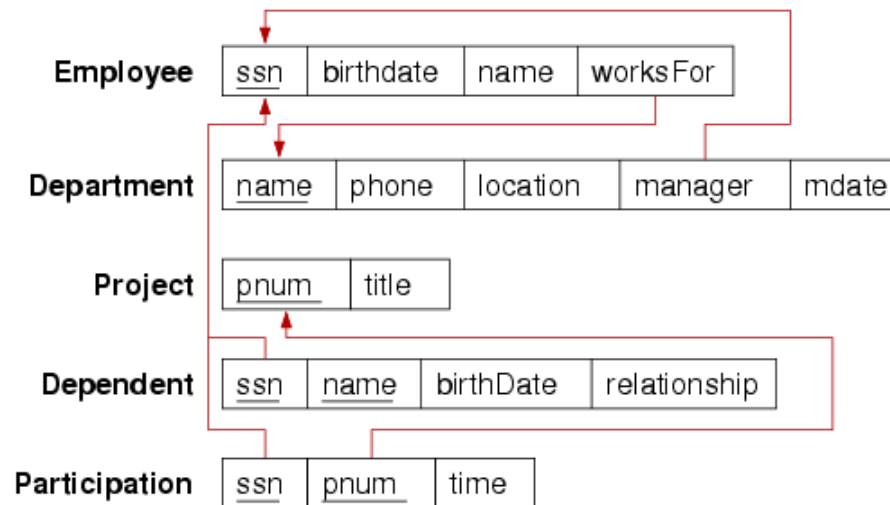 Employee ssn birthdate name worksFor
Department name phone location manager mdate
Project pnum title
Dependent ssn name birthDate relationship
Participation ssn pnum time